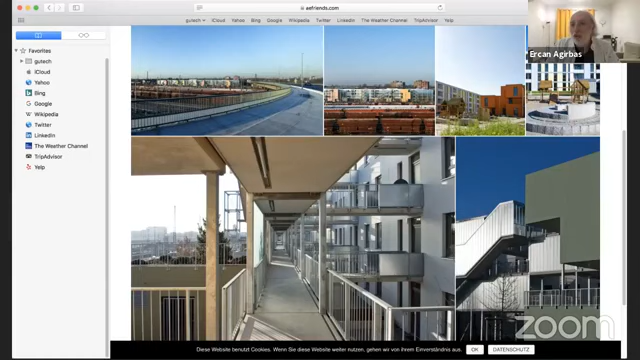 aefriends.com
gutach
iCloud
Yahoo
Bing
Google
Wikipedia
Twitter
LinkedIn
The Weather Channel
TripAdvisor
Yelp
Favorites
gutach
iCloud
Yahoo
Bing
Google
Wikipedia
Twitter
LinkedIn
The Weather Channel
TripAdvisor
Yelp
Ercan Agirbas
zoom
Diese Website benutzt Cookies. Wenn Sie diese Website weiter nutzen, gehen wir von Ihrem Einverständnis aus.
OK
DATENSCHUTZ